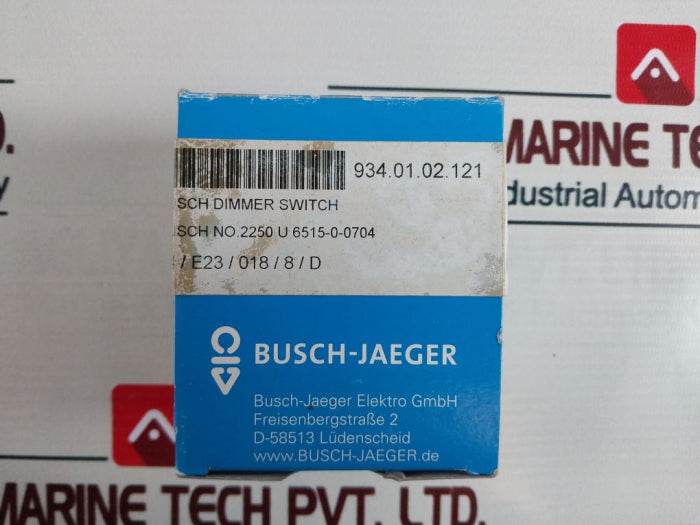 MARINE TECH
dustrial Autom
D.
y
934.01.02.121
SCH DIMMER SWITCH
SCH NO.2250 U 6515-0-0704
/ E23 / 018 / 8 / D
BUSCH-JAEGER
Busch-Jaeger Elektro GmbH
Freisenbergstraße 2
D-58513 Lüdenscheid
www.BUSCH-JAEGER.de
MARINE TECH PVT. LTD.